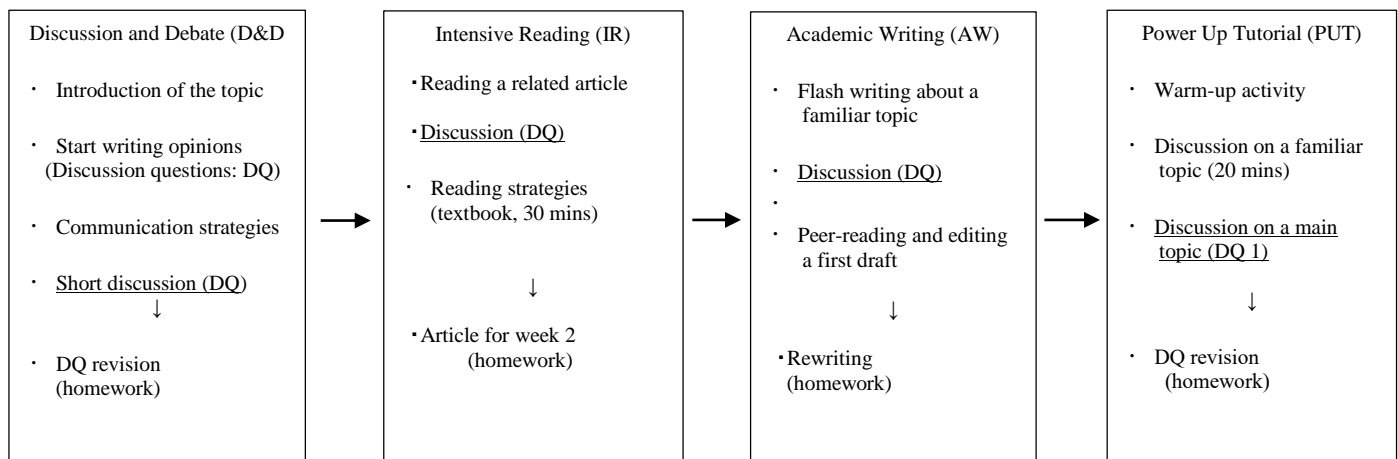 Discussion and Debate (D&D
・ Introduction of the topic
・ Start writing opinions
(Discussion questions: DQ)
・ Communication strategies
・ Short discussion (DQ)
↓
・ DQ revision
(homework)
Intensive Reading (IR)
・Reading a related article
・Discussion (DQ)
・ Reading strategies
(textbook, 30 mins)
↓
・Article for week 2
(homework)
Academic Writing (AW)
・ Flash writing about a
familiar topic
・ Discussion (DQ)
・
・ Peer-reading and editing
a first draft
↓
・Rewriting
(homework)
Power Up Tutorial (PUT)
・ Warm-up activity
・ Discussion on a familiar
topic (20 mins)
・ Discussion on a main
topic (DQ 1)
↓
・ DQ revision
(homework)